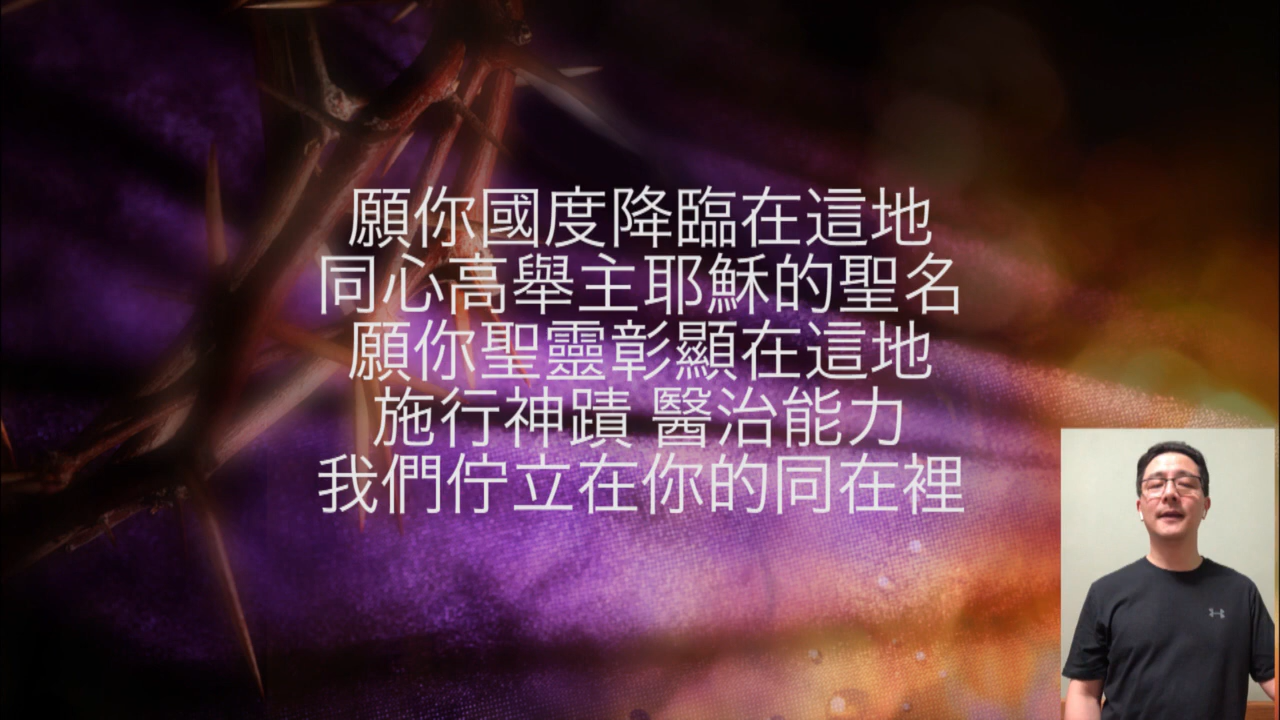 願你國度降臨在這地
同心高舉主耶穌的聖名
願你聖靈彰顯在這地
施行神蹟 醫治能力
我們佇立在你的同在裡